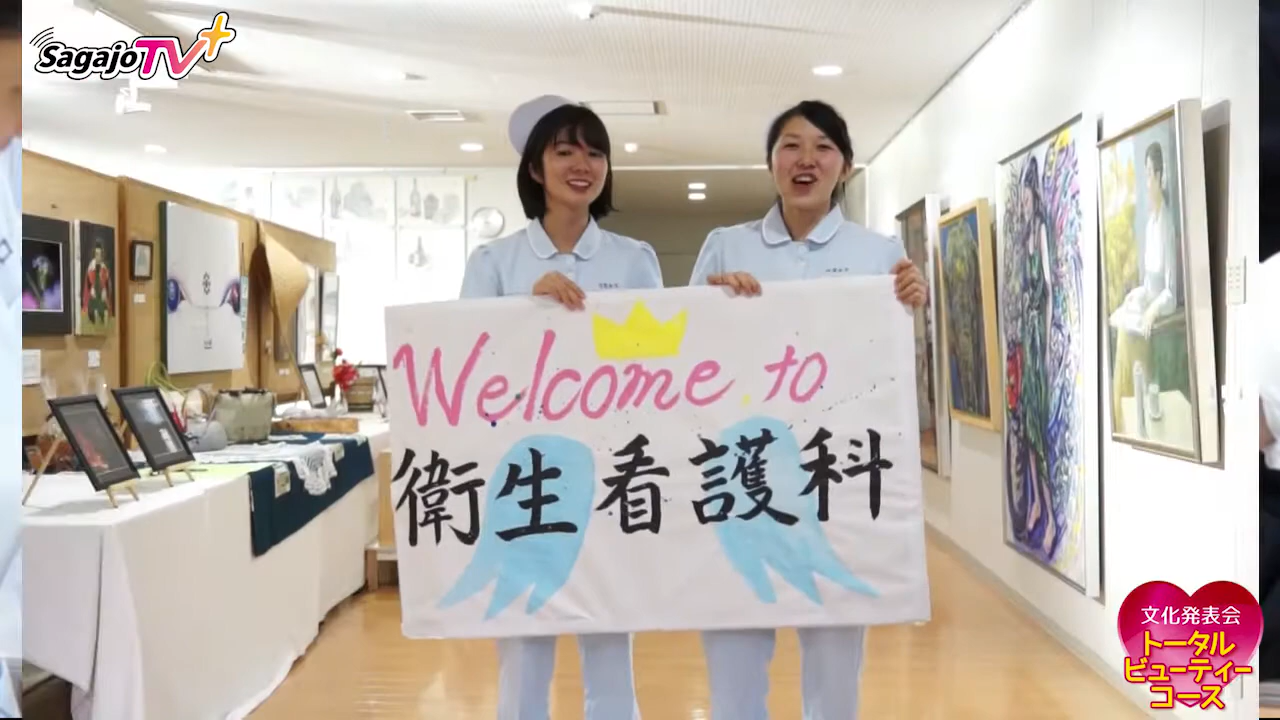 SagajoTV+
Welcome to
衛生看護科
文化発表会
トータル
ビューティー
コース